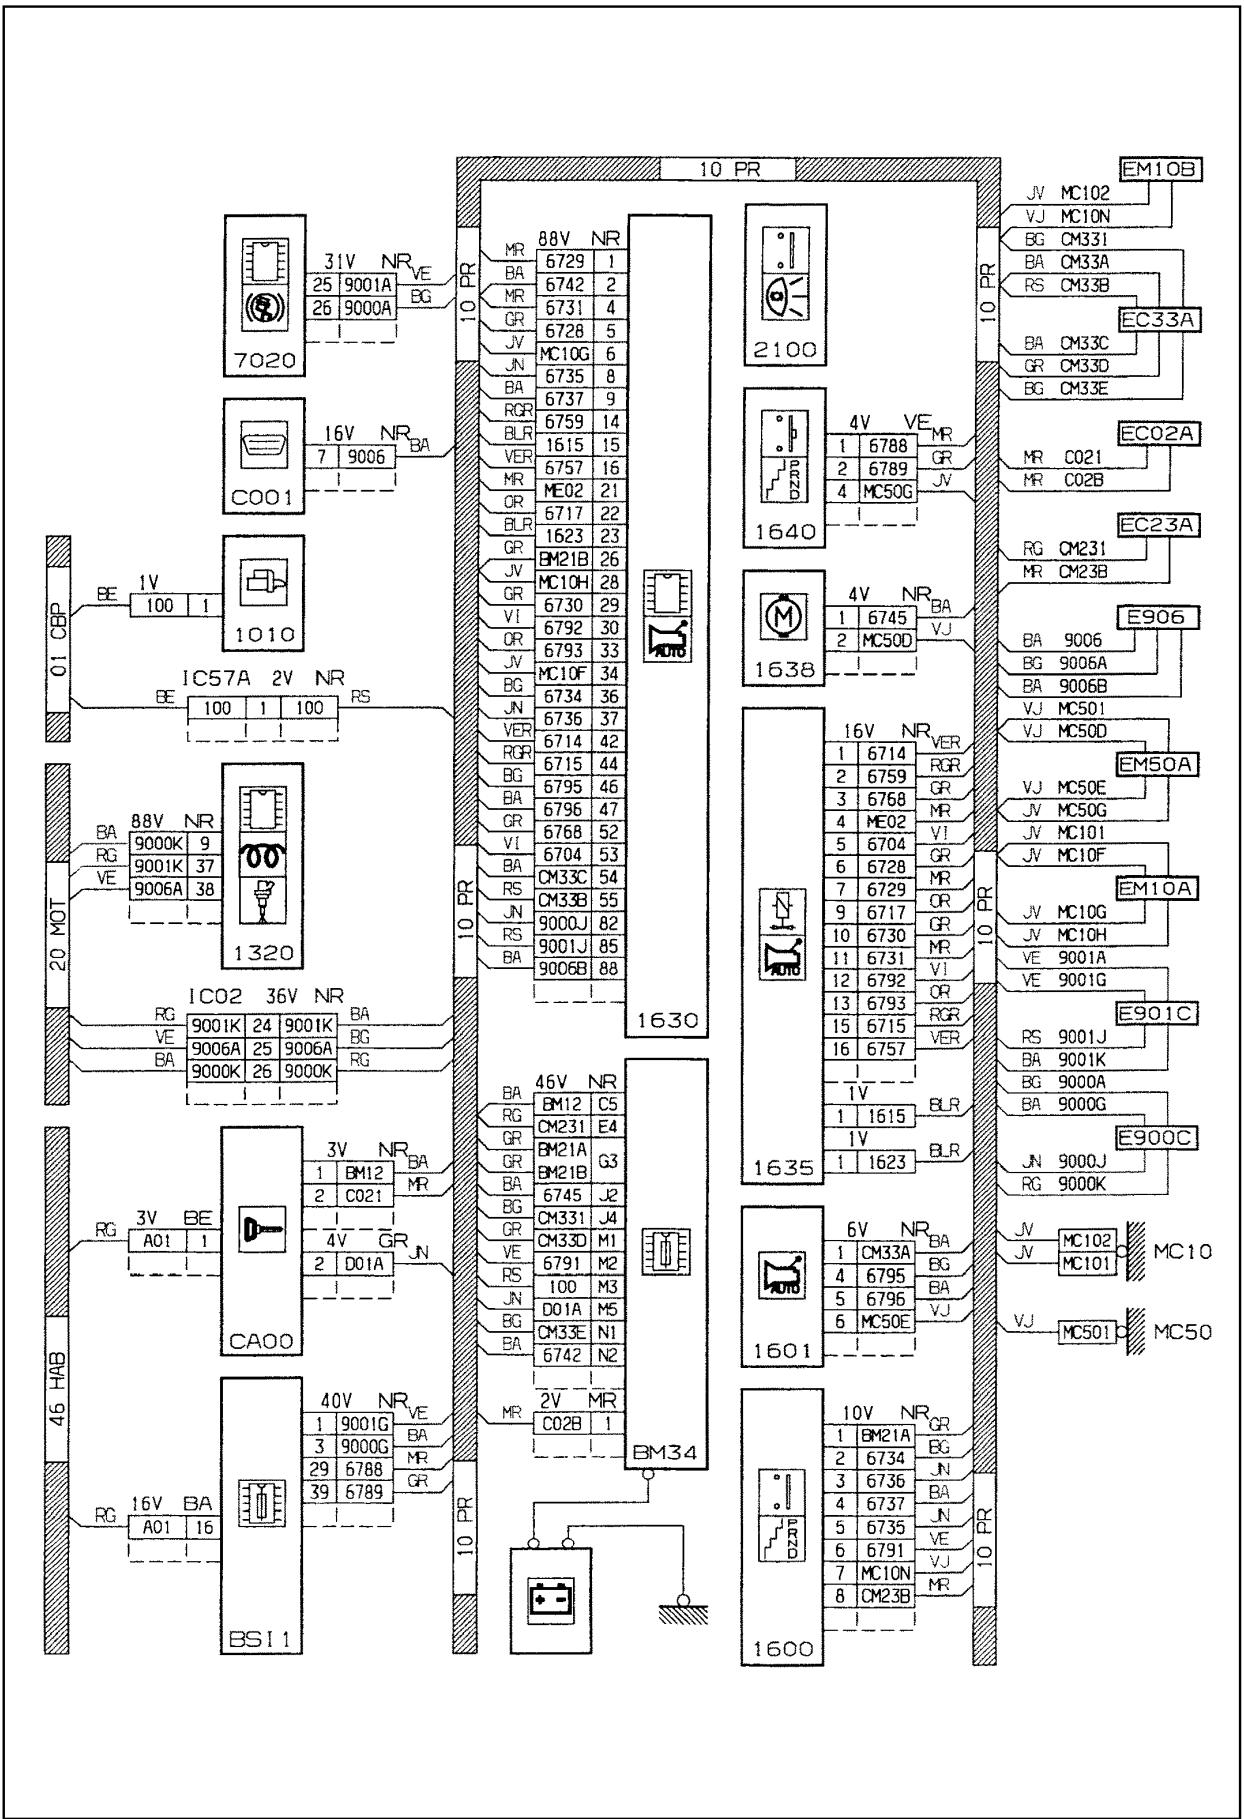 10 PR
7020
31V NR
25 9001A VE
26 9000A BG
10 PR
C001
16V NR
7 9006 BA
01 CBP
1010
BE 1V
100 1
IC57A 2V NR
BE 100 1 100 RS
20 MOT
88V NR
BA 9000K 9
RG 9001K 37
VE 9006A 38
1320
IC02 36V NR
RG 9001K 24 9001K BA
VE 9006A 25 9006A BG
BA 9000K 26 9000K RG
10 PR
46 HAB
3V NR
1 BM12 BA
2 C021 MR
3V BE
RG A01 1
4V GR
2 D01A JN
CA00
40V NR
1 9001G VE
3 9000G BA
29 6788 MR
39 6789 GR
16V BA
RG A01 16
BSI1
10 PR
88V NR
MR 6729 1
BA 6742 2
MR 6731 4
GR 6728 5
JV MC10G 6
JN 6735 8
BA 6737 9
RGR 6759 14
BLR 1615 15
VER 6757 16
MR ME02 21
OR 6717 22
BLR 1623 23
GR BM21B 26
JV MC10H 28
GR 6730 29
VI 6792 30
OR 6793 33
JV MC10F 34
BG 6734 36
JN 6736 37
VER 6714 42
RGR 6715 44
BG 6795 46
BA 6796 47
GR 6768 52
VI 6704 53
BA CM33C 54
RS CM33B 55
JN 9000J 82
RS 9001J 85
BA 9006B 88
AUTO
1630
46V NR
BA BM12 C5
RG CM231 E4
GR BM21A G3
GR BM21B
BA 6745 J2
BG CM331 J4
GR CM33D M1
VE 6791 M2
RS 100 M3
JN D01A M5
BG CM33E N1
BA 6742 N2
2V MR
MR C02B 1
BM34
+ -
2100
4V VE
1 6788 MR
2 6789 GR
4 MC50G JV
P
R
N
D
1640
M
4V NR
1 6745 BA
2 MC50D VJ
1638
16V NR
1 6714 VER
2 6759 RGR
3 6768 GR
4 ME02 MR
5 6704 VI
6 6728 GR
7 6729 MR
9 6717 OR
10 6730 GR
11 6731 MR
12 6792 VI
13 6793 OR
15 6715 RGR
16 6757 VER
AUTO
1V
1 1615 BLR
1V
1 1623 BLR
1635
6V NR
1 CM33A BA
4 6795 BG
5 6796 BA
6 MC50E VJ
AUTO
1601
10V NR
1 BM21A GR
2 6734 BG
3 6736 JN
4 6737 BA
5 6735 JN
6 6791 VE
7 MC10N VJ
8 CM23B MR
P
R
N
D
1600
10 PR
10 PR
10 PR
EM10B
JV MC102
VJ MC10N
BG CM331
BA CM33A
RS CM33B
EC33A
BA CM33C
GR CM33D
BG CM33E
EC02A
MR C021
MR C02B
EC23A
RG CM231
MR CM23B
E906
BA 9006
BG 9006A
BA 9006B
VJ MC501
VJ MC50D
EM50A
VJ MC50E
JV MC50G
JV MC101
JV MC10F
EM10A
JV MC10G
JV MC10H
VE 9001A
VE 9001G
E901C
RS 9001J
BA 9001K
BG 9000A
BA 9000G
E900C
JN 9000J
RG 9000K
JV MC102
JV MC101
MC10
VJ MC501 MC50